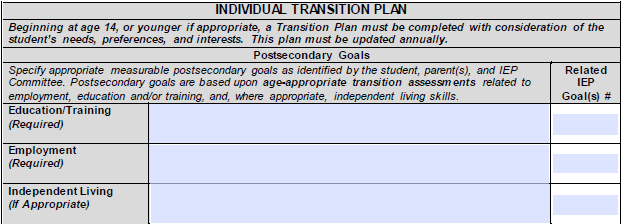 INDIVIDUAL TRANSITION PLAN
Beginning at age 14, or younger if appropriate, a Transition Plan must be completed with consideration of the
student's needs, preferences, and interests. This plan must be updated annually.
Postsecondary Goals
Specify appropriate measurable postsecondary goals as identified by the student, parent(s), and IEP
Committee. Postsecondary goals are based upon age-appropriate transition assessments related to
employment, education and/or training, and, where appropriate, independent living skills.
Related
IEP
Goal(s) #
Education/Training
(Required)
Employment
(Required)
Independent Living
(If Appropriate)